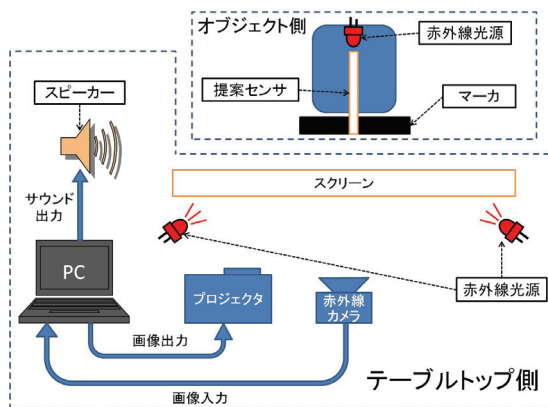 オブジェクト側
赤外線光源
提案センサ
マーカ
スピーカー
スクリーン
サウンド
出力
PC
プロジェクタ
赤外線
カメラ
赤外線光源
画像出力
画像入力
テーブルトップ側